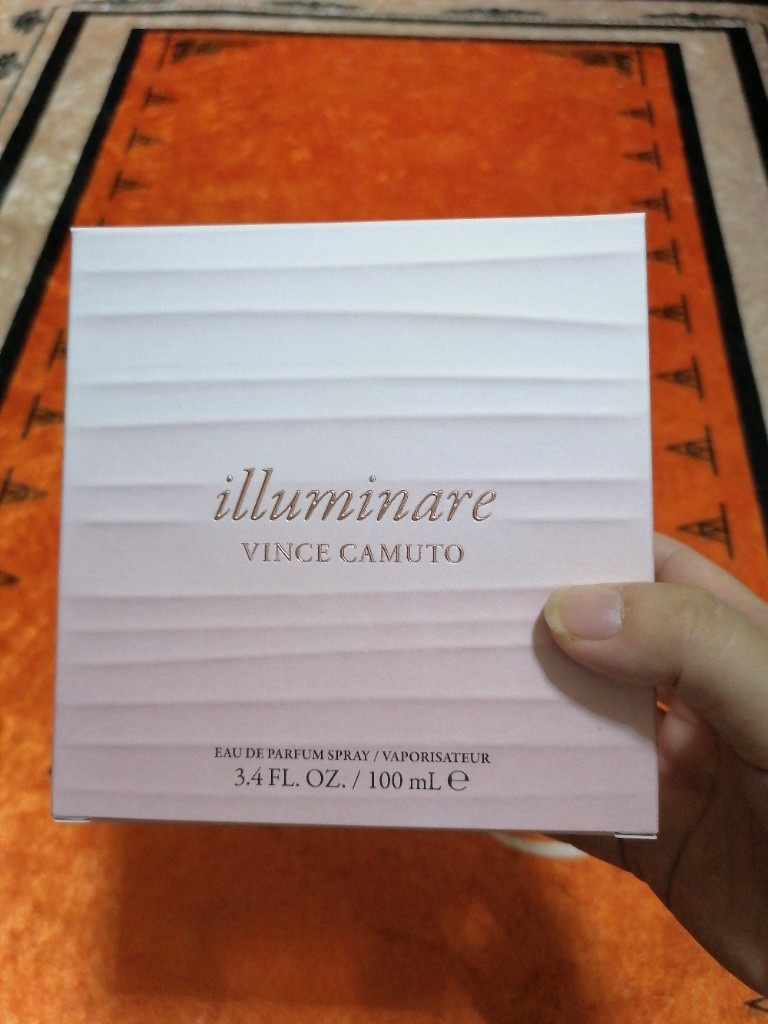 illuminare
VINCE CAMUTO
EAU DE PARFUM SPRAY / VAPORISATEUR
3.4 FL. OZ. / 100 mL ℮